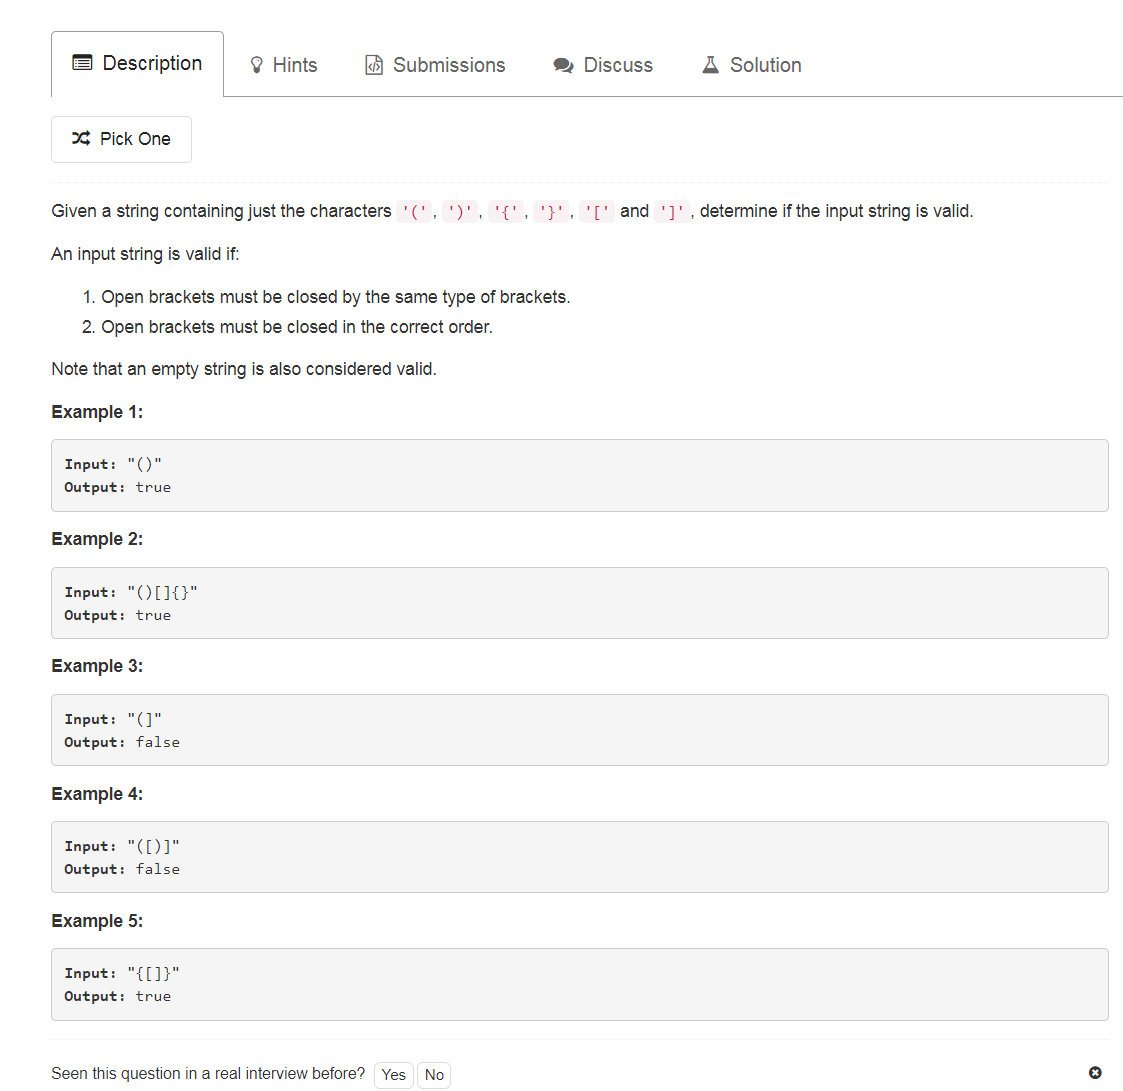 Description Hints Submissions Discuss Solution
Pick One
Given a string containing just the characters '(', ')', '{', '}', '[' and ']', determine if the input string is valid.
An input string is valid if:
1. Open brackets must be closed by the same type of brackets.
2. Open brackets must be closed in the correct order.
Note that an empty string is also considered valid.
Example 1:
Input: "()"
Output: true
Example 2:
Input: "()[]{}"
Output: true
Example 3:
Input: "(]"
Output: false
Example 4:
Input: "([)]"
Output: false
Example 5:
Input: "{[]}"
Output: true
Seen this question in a real interview before? Yes No